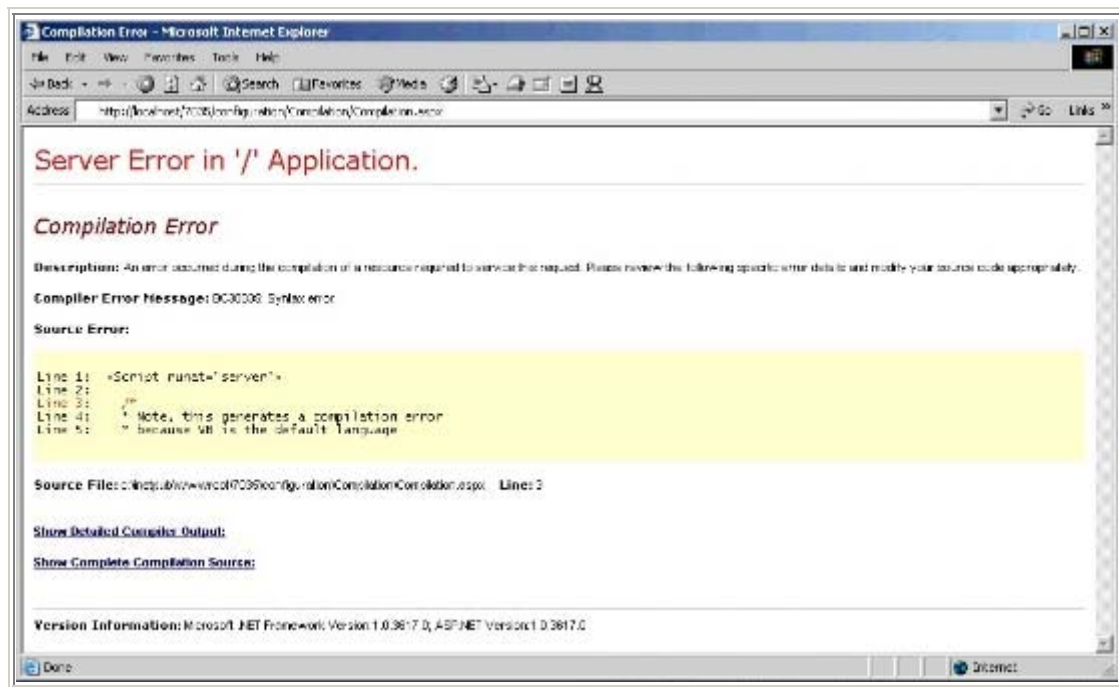 Compilation Error - Microsoft Internet Explorer
File Edit View Favorites Tools Help
Back Search Favorites Media
Address http://localhost/7035/configuration/Compilation/Compilation.aspx Go Links »
Server Error in '/' Application.
Compilation Error
Description: An error occurred during the compilation of a resource required to service this request. Please review the following specific error details and modify your source code appropriately.
Compiler Error Message: Syntax error
Source Error:
Line 1: <Script runat="server">
Line 2:
Line 3: /*
Line 4: * Note, this generates a compilation error
Line 5: * because VB is the default language
Source File: c:\inetpub\wwwroot\7035\configuration\Compilation\Compilation.aspx Line: 3
Show Detailed Compiler Output:
Show Complete Compilation Source:
Version Information: Microsoft .NET Framework Version:1.0.3617.0; ASP.NET Version:1.0.3617.0
Done Internet